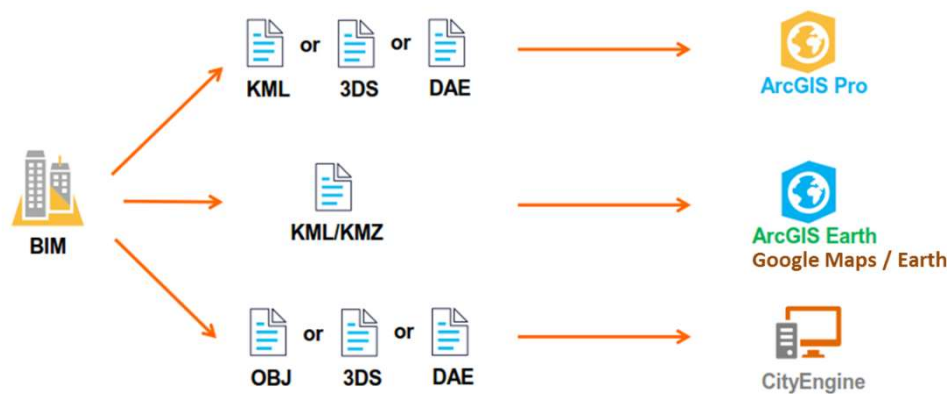 or or
KML 3DS DAE
ArcGIS Pro
BIM
KML/KMZ
ArcGIS Earth
Google Maps / Earth
or or
OBJ 3DS DAE
CityEngine